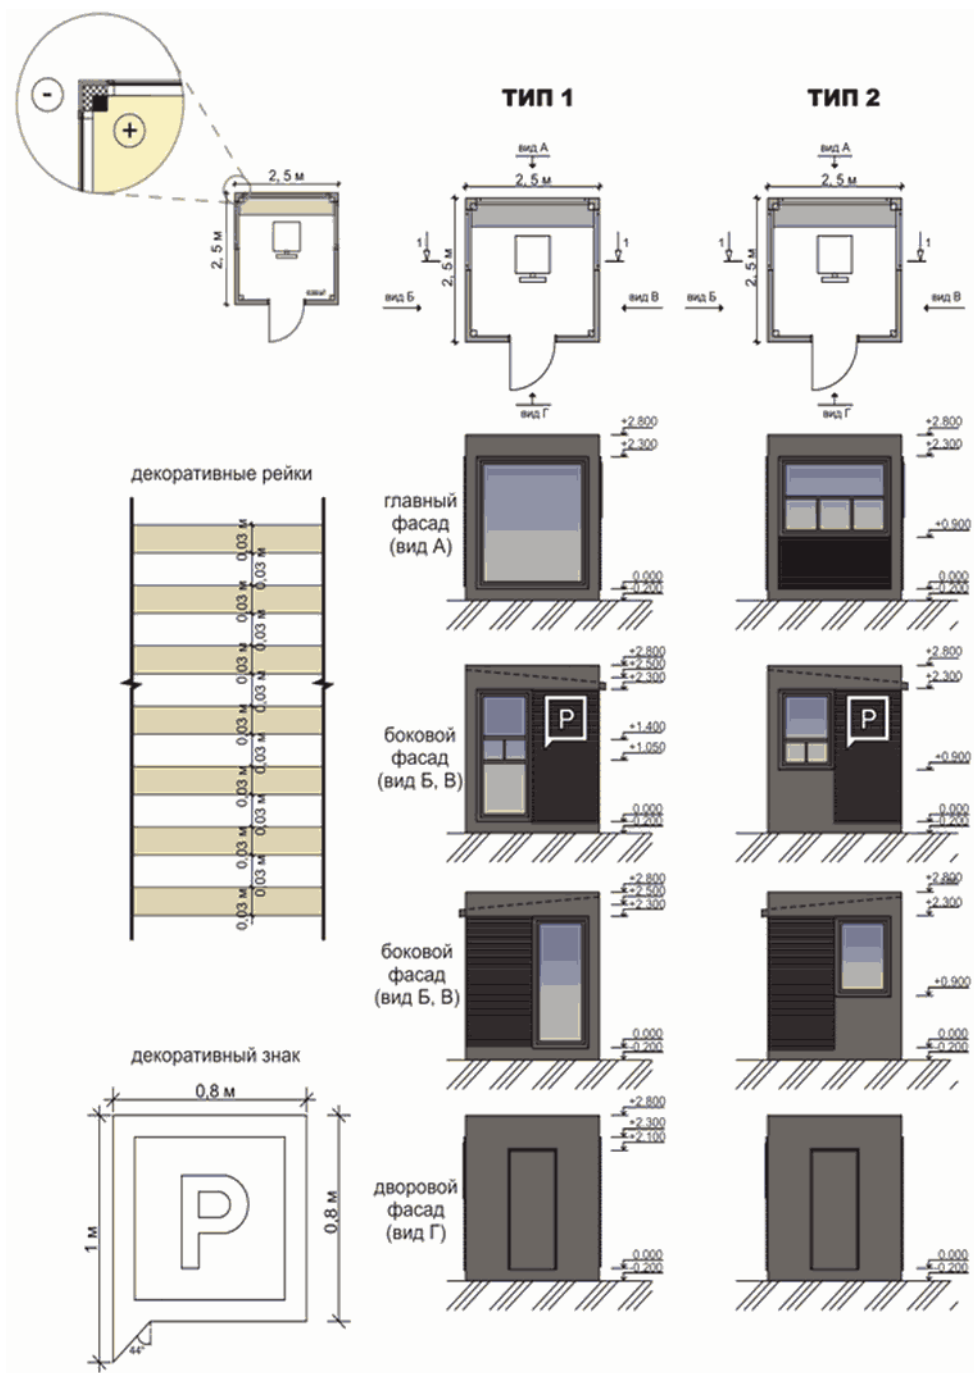 ТИП 1
ТИП 2
-
+
2, 5 м
2, 5 м
вид А
2, 5 м
2, 5 м
1
1
вид Б
вид В
вид Г
вид А
2, 5 м
2, 5 м
1
1
вид Б
вид В
вид Г
декоративные рейки
0,03 м
0,03 м
0,03 м
0,03 м
0,03 м
0,03 м
0,03 м
0,03 м
0,03 м
0,03 м
0,03 м
0,03 м
0,03 м
главный
фасад
(вид А)
+2.800
+2.300
0.000
-0.200
+2.800
+2.300
+0.900
0.000
-0.200
боковой
фасад
(вид Б, В)
P
+2.800
+2.500
+2.300
+1.400
+1.050
0.000
-0.200
P
+2.800
+2.300
+0.900
0.000
-0.200
боковой
фасад
(вид Б, В)
+2.800
+2.500
+2.300
0.000
-0.200
+2.800
+2.300
+0.900
0.000
-0.200
декоративный знак
0,8 м
1 м
0,8 м
P
44°
дворовой
фасад
(вид Г)
+2.800
+2.300
+2.100
0.000
-0.200
0.000
-0.200